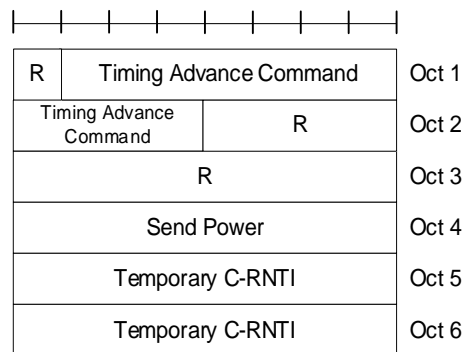 R Timing Advance Command Oct 1
Timing Advance
Command R Oct 2
R Oct 3
Send Power Oct 4
Temporary C-RNTI Oct 5
Temporary C-RNTI Oct 6